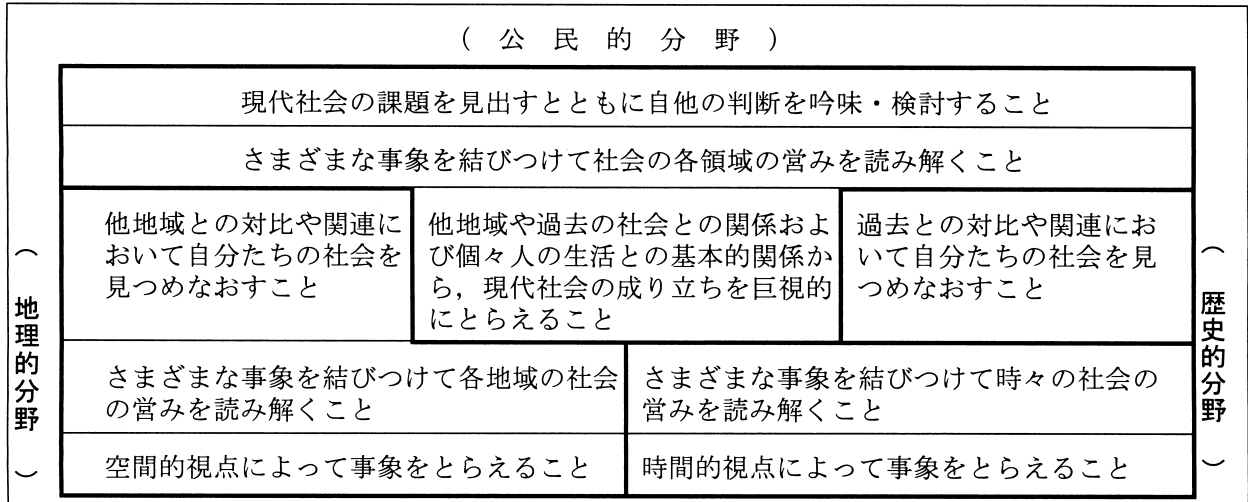 （公民的分野）
現代社会の課題を見出すとともに自他の判断を吟味・検討すること
さまざまな事象を結びつけて社会の各領域の営みを読み解くこと
他地域との対比や関連に
おいて自分たちの社会を
見つめなおすこと
他地域や過去の社会との関係およ
び個々人の生活との基本的関係か
ら，現代社会の成り立ちを巨視的
にとらえること
過去との対比や関連にお
いて自分たちの社会を見
つめなおすこと
（地理的分野）
（歴史的分野）
さまざまな事象を結びつけて各地域の社会
の営みを読み解くこと
さまざまな事象を結びつけて時々の社会の
営みを読み解くこと
空間的視点によって事象をとらえること
時間的視点によって事象をとらえること